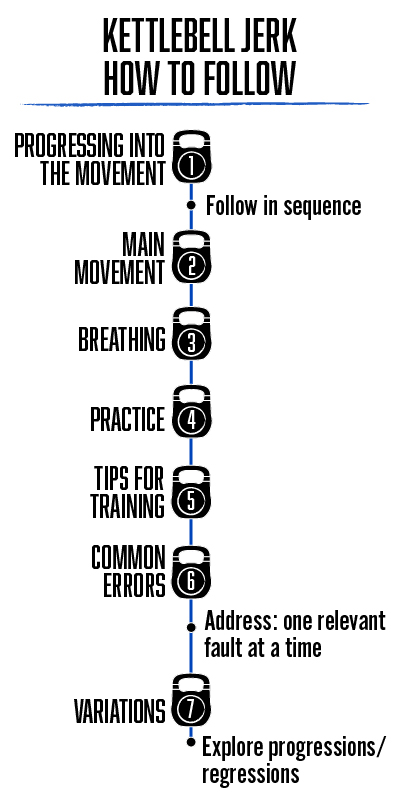 KETTLEBELL JERK
HOW TO FOLLOW
PROGRESSING INTO
THE MOVEMENT
1
Follow in sequence
MAIN
MOVEMENT
2
BREATHING
3
PRACTICE
4
TIPS FOR
TRAINING
5
COMMON
ERRORS
6
Address: one relevant
fault at a time
VARIATIONS
7
Explore progressions/
regressions